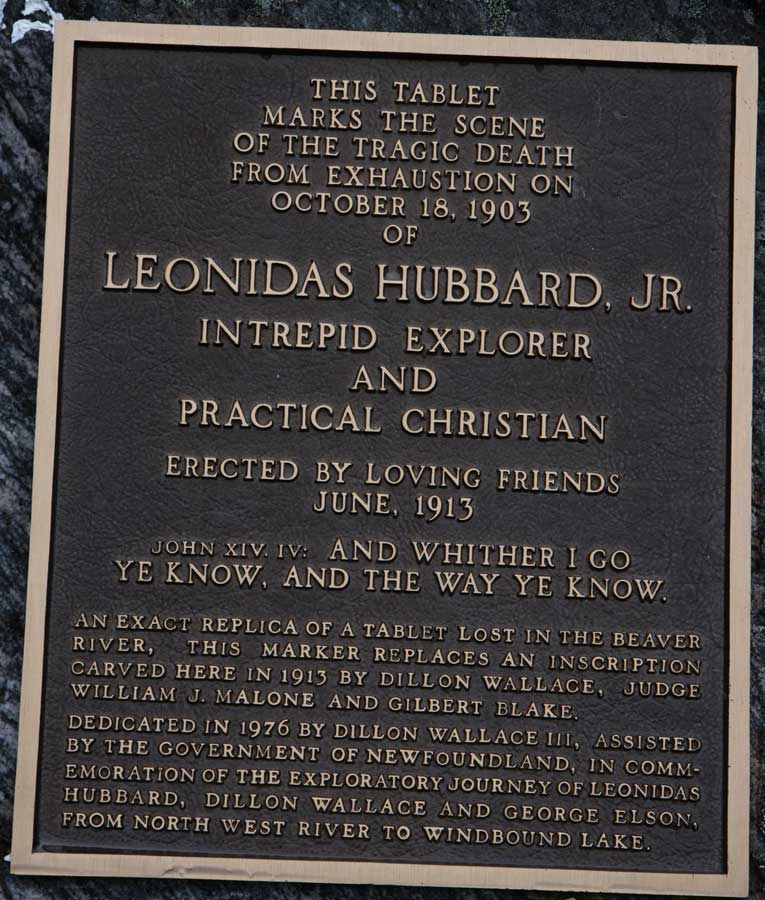 THIS TABLET
MARKS THE SCENE
OF THE TRAGIC DEATH
FROM EXHAUSTION ON
OCTOBER 18, 1903
OF
LEONIDAS HUBBARD, JR.
INTREPID EXPLORER
AND
PRACTICAL CHRISTIAN
ERECTED BY LOVING FRIENDS
JUNE, 1913
JOHN XIV. IV: AND WHITHER I GO
YE KNOW, AND THE WAY YE KNOW.
AN EXACT REPLICA OF A TABLET LOST IN THE BEAVER
RIVER, THIS MARKER REPLACES AN INSCRIPTION
CARVED HERE IN 1913 BY DILLON WALLACE, JUDGE
WILLIAM J. MALONE AND GILBERT BLAKE.
DEDICATED IN 1976 BY DILLON WALLACE III, ASSISTED
BY THE GOVERNMENT OF NEWFOUNDLAND, IN COMM-
EMORATION OF THE EXPLORATORY JOURNEY OF LEONIDAS
HUBBARD, DILLON WALLACE AND GEORGE ELSON,
FROM NORTH WEST RIVER TO WINDBOUND LAKE.